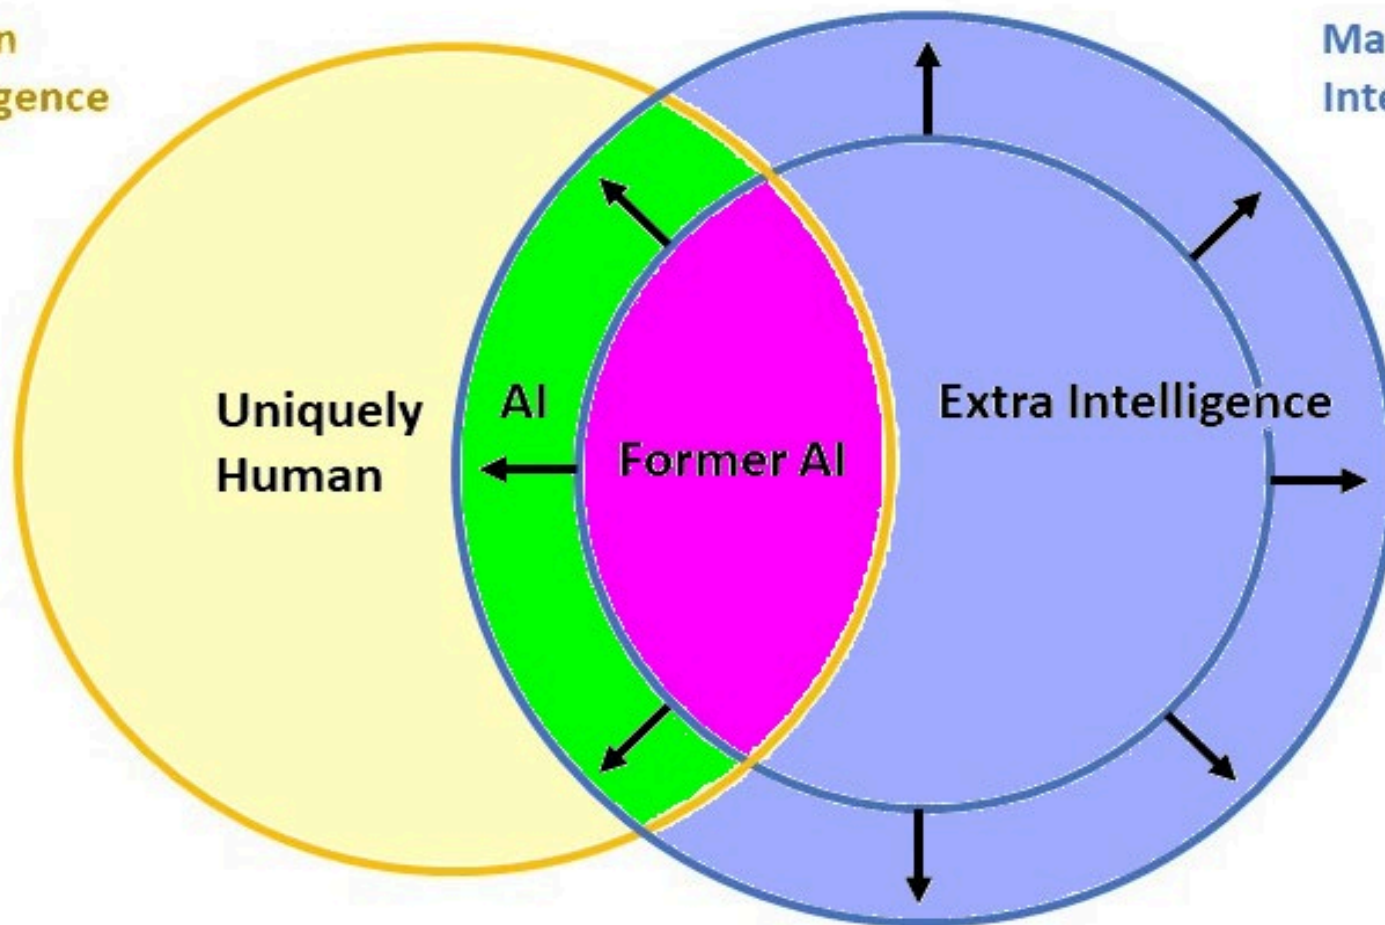 n
gence
Ma
Inte
Uniquely
Human
AI
Former AI
Extra Intelligence